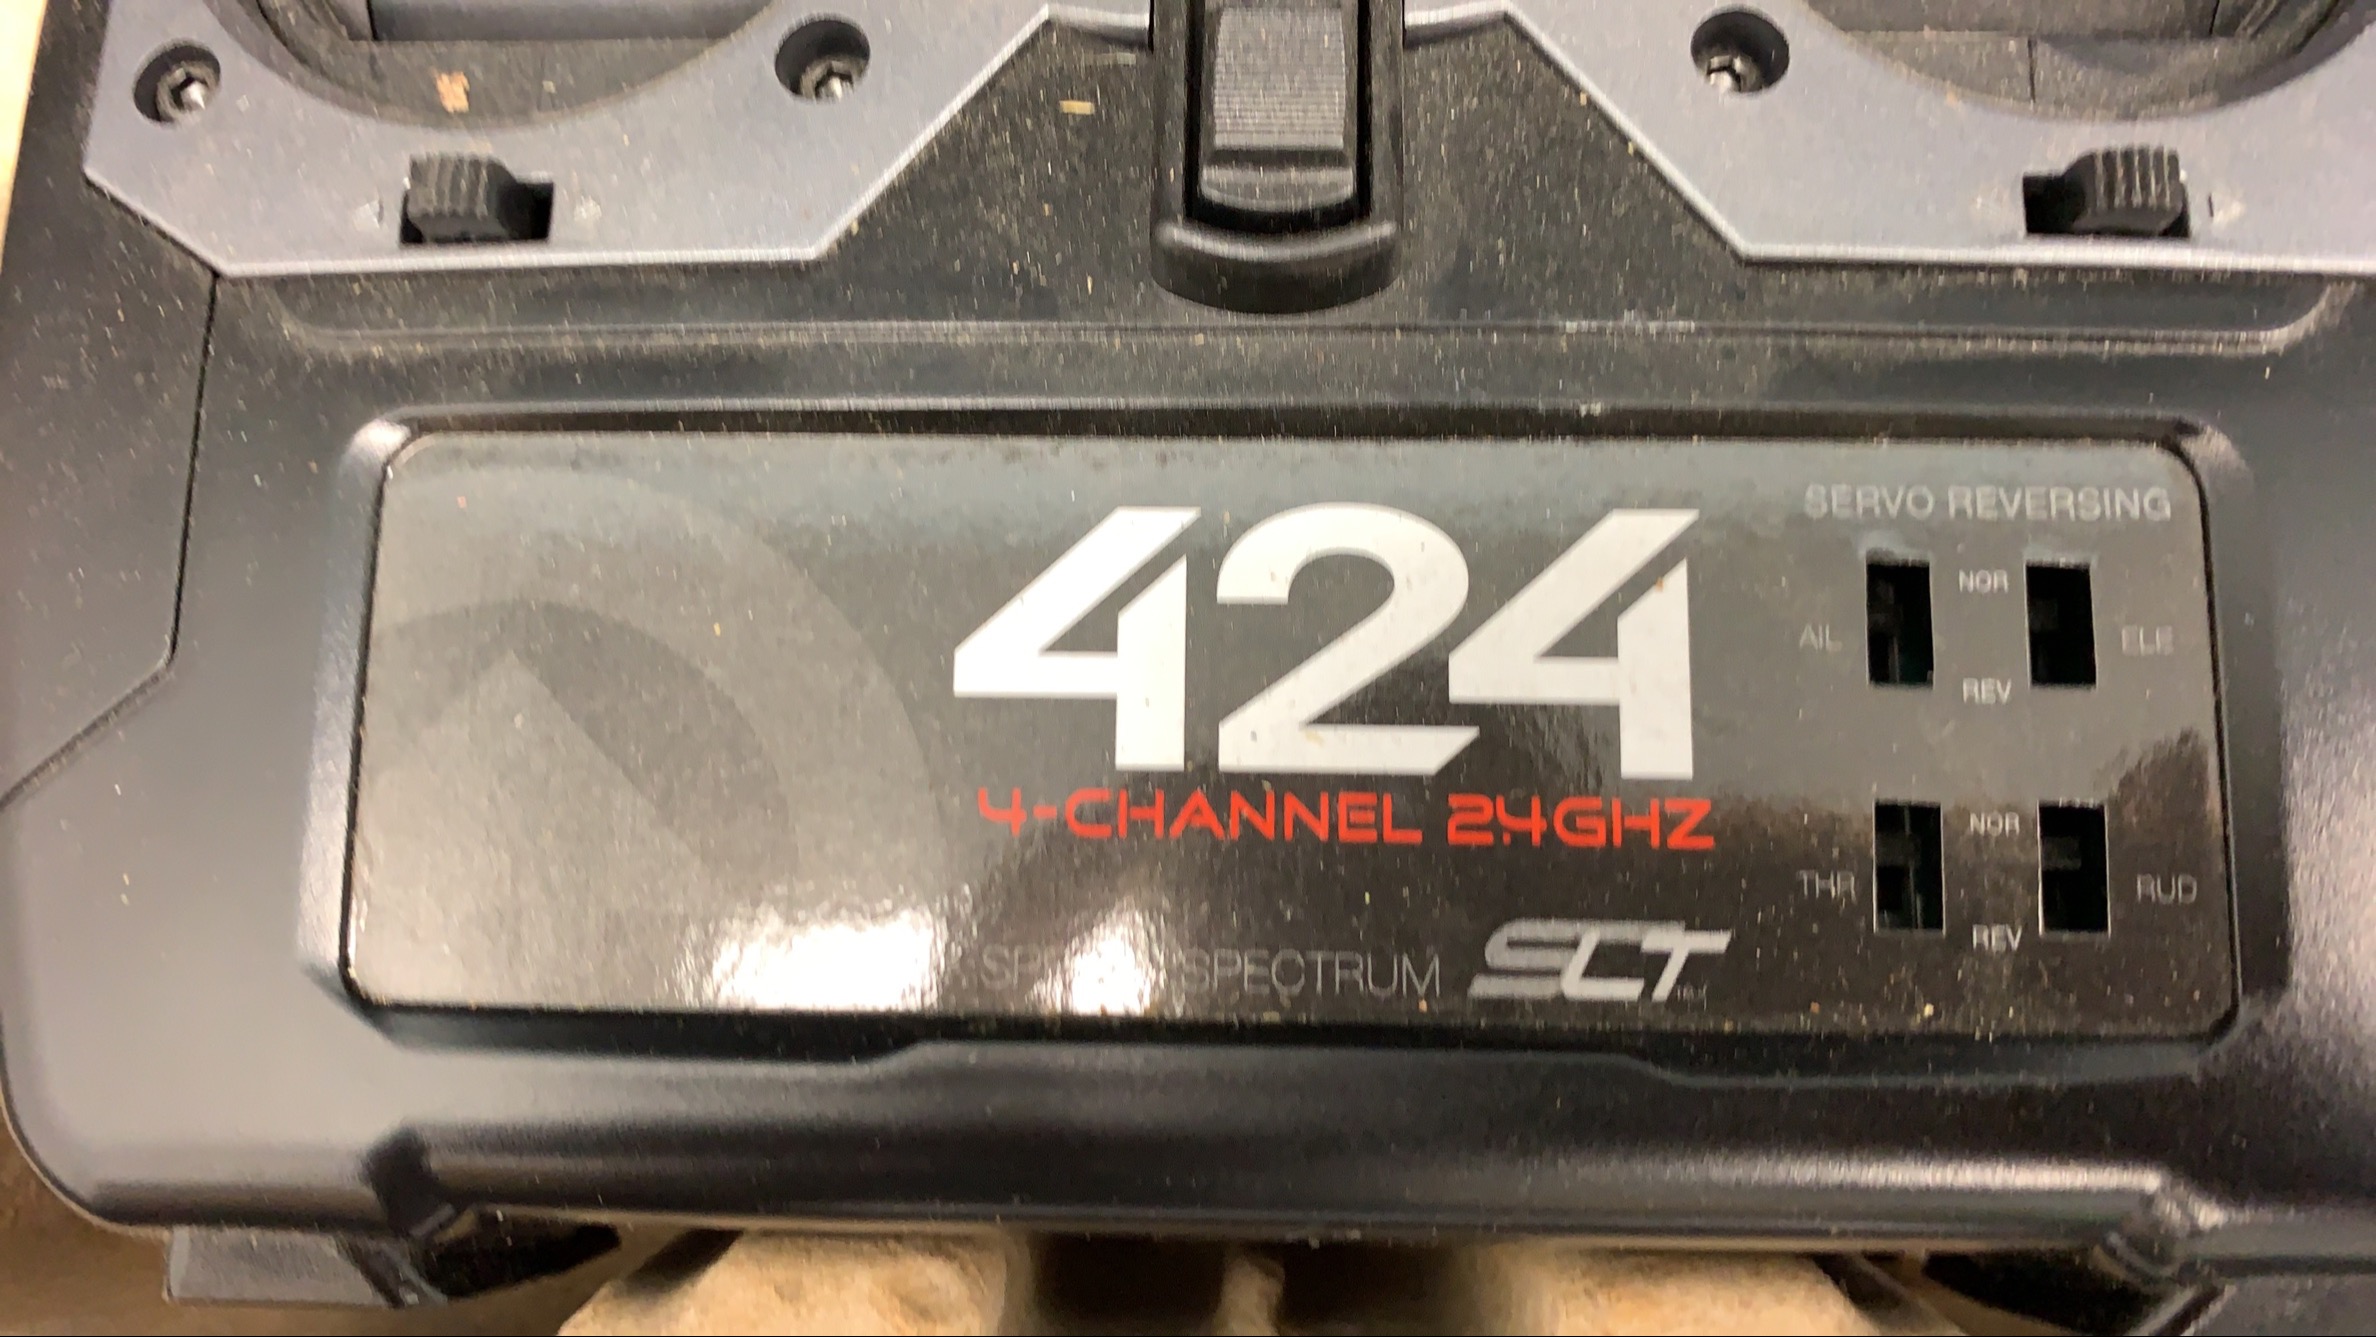 424
4-CHANNEL 2.4GHZ
SPECTRUM SCT
SERVO REVERSING
NOR
AIL ELE
REV
NOR
THR RUD
REV